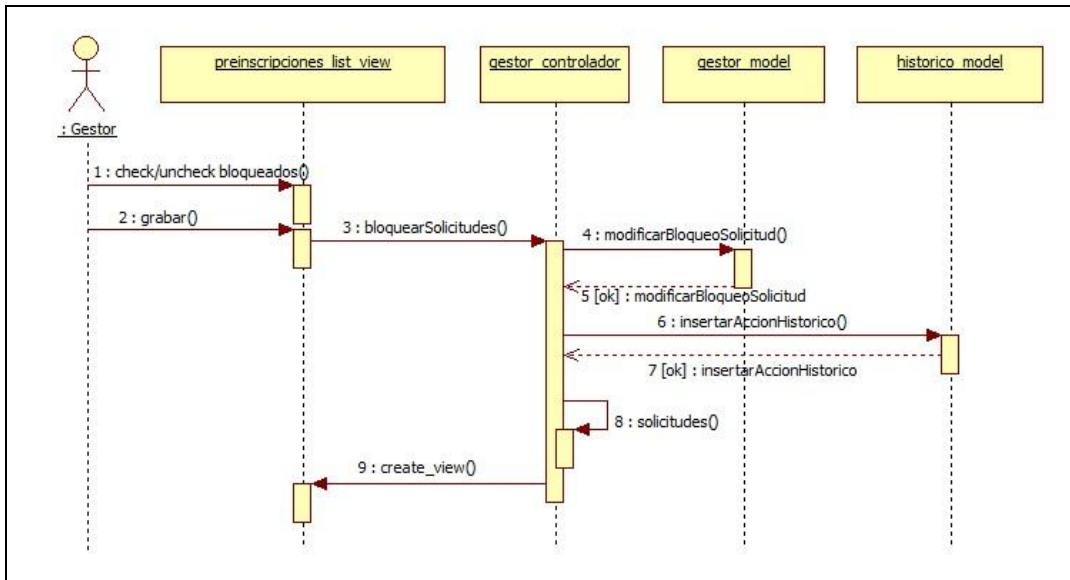 preinscripciones_list_view
gestor_controlador
gestor_model
historico_model
: Gestor
1 : check/uncheck bloqueados()
2 : grabar()
3 : bloquearSolicitudes()
4 : modificarBloqueoSolicitud()
5 [ok] : modificarBloqueoSolicitud
6 : insertarAccionHistorico()
7 [ok] : insertarAccionHistorico
8 : solicitudes()
9 : create_view()